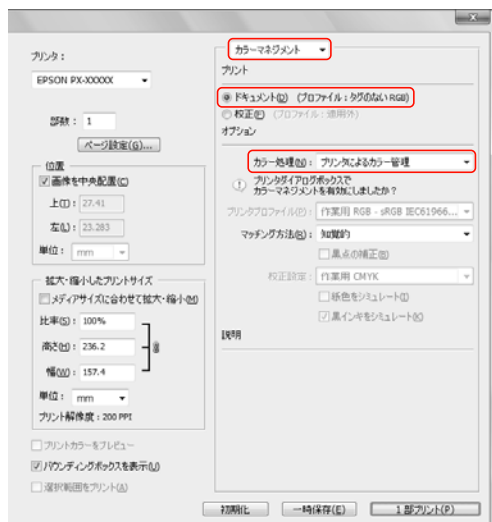 プリンタ：
EPSON PX-XXXXX
部数： 1
ページ設定(G)...
位置
画像を中央配置(C)
上(T)： 27.41
左(L)： 23.283
単位： mm
拡大・縮小したプリントサイズ
メディアサイズに合わせて拡大・縮小(M)
比率(S)： 100%
高さ(H)： 236.2
幅(W)： 157.4
単位： mm
プリント解像度：200 PPI
プリントカラーをプレビュー
バウンディングボックスを表示(U)
選択範囲をプリント(A)
カラーマネジメント
プリント
ドキュメント(D) (プロファイル：タグのない RGB)
校正(F) (プロファイル：適用外)
オプション
カラー処理(N)： プリンタによるカラー管理
プリンタダイアログボックスで
カラーマネジメントを有効にしましたか？
プリンタプロファイル(P)： 作業用 RGB - sRGB IEC61966...
マッチング方法(R)： 知覚的
黒点の補正(B)
校正設定： 作業用 CMYK
紙色をシミュレート(I)
黒インキをシミュレート(K)
説明
初期化 一時保存(E) 1 部プリント(P)